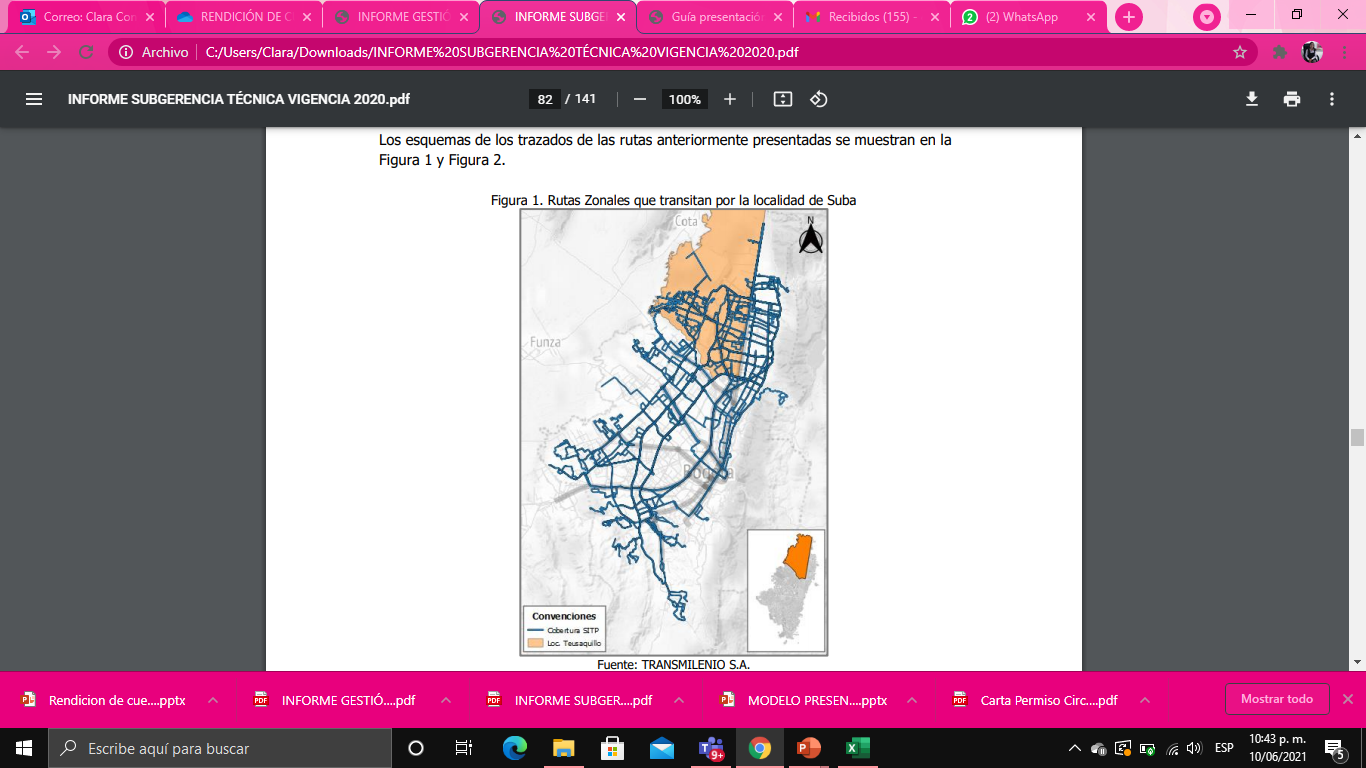 Correo: Clara Con
RENDICIÓN DE C
INFORME GESTIÓ
INFORME SUBGER
Guía presentación
Recibidos (155) -
(2) WhatsApp
Archivo
C:/Users/Clara/Downloads/INFORME%20SUBGERENCIA%20TÉCNICA%20VIGENCIA%202020.pdf
INFORME SUBGERENCIA TÉCNICA VIGENCIA 2020.pdf
82 / 141
100%
Los esquemas de los trazados de las rutas anteriormente presentadas se muestran en la
Figura 1 y Figura 2.
Figura 1. Rutas Zonales que transitan por la localidad de Suba
Cota
N
Funza
Convenciones
Cobertura SITP
Loc. Teusaquillo
Fuente: TRANSMILENIO S.A.
Rendicion de cue....pptx
INFORME GESTIÓ....pdf
INFORME SUBGER....pdf
MODELO PRESEN....pptx
Carta Permiso Circ....pdf
Mostrar todo
Escribe aquí para buscar
9+
ESP
10:43 p. m.
10/06/2021
5